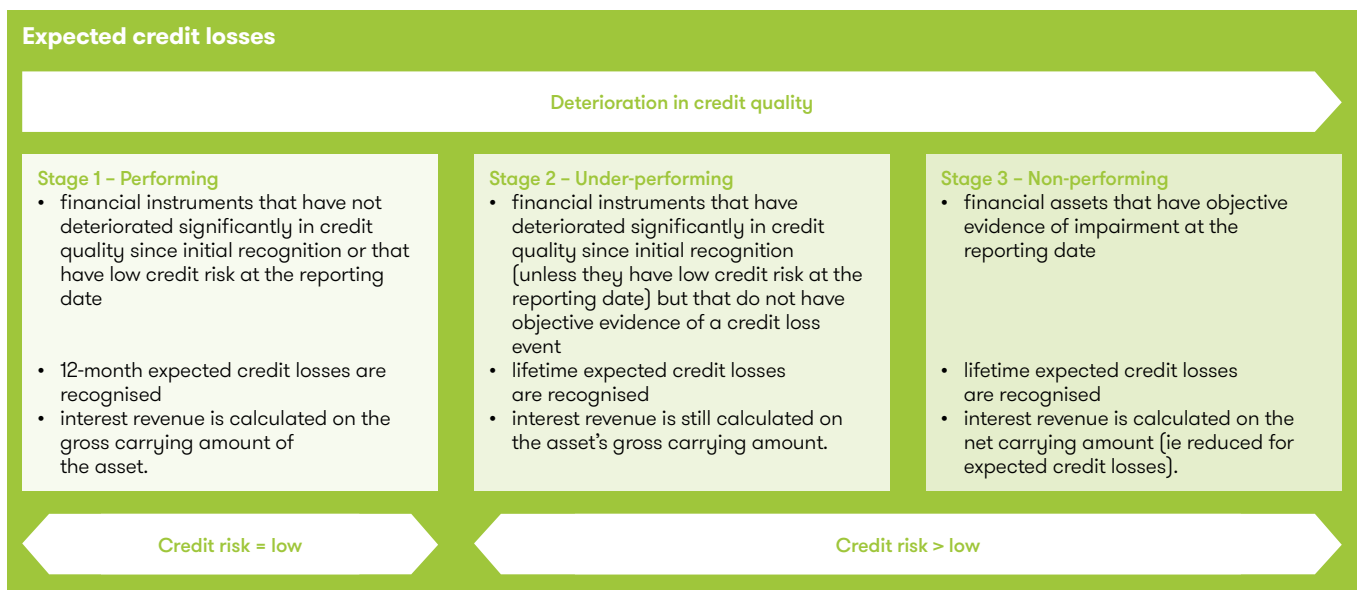 Expected credit losses
Deterioration in credit quality
Stage 1 – Performing
• financial instruments that have not
deteriorated significantly in credit
quality since initial recognition or that
have low credit risk at the reporting
date
• 12-month expected credit losses are
recognised
• interest revenue is calculated on the
gross carrying amount of
the asset.
Stage 2 – Under-performing
• financial instruments that have
deteriorated significantly in credit
quality since initial recognition
(unless they have low credit risk at the
reporting date) but that do not have
objective evidence of a credit loss
event
• lifetime expected credit losses
are recognised
• interest revenue is still calculated on
the asset’s gross carrying amount.
Stage 3 – Non-performing
• financial assets that have objective
evidence of impairment at the
reporting date
• lifetime expected credit losses
are recognised
• interest revenue is calculated on the
net carrying amount (ie reduced for
expected credit losses).
Credit risk = low
Credit risk > low